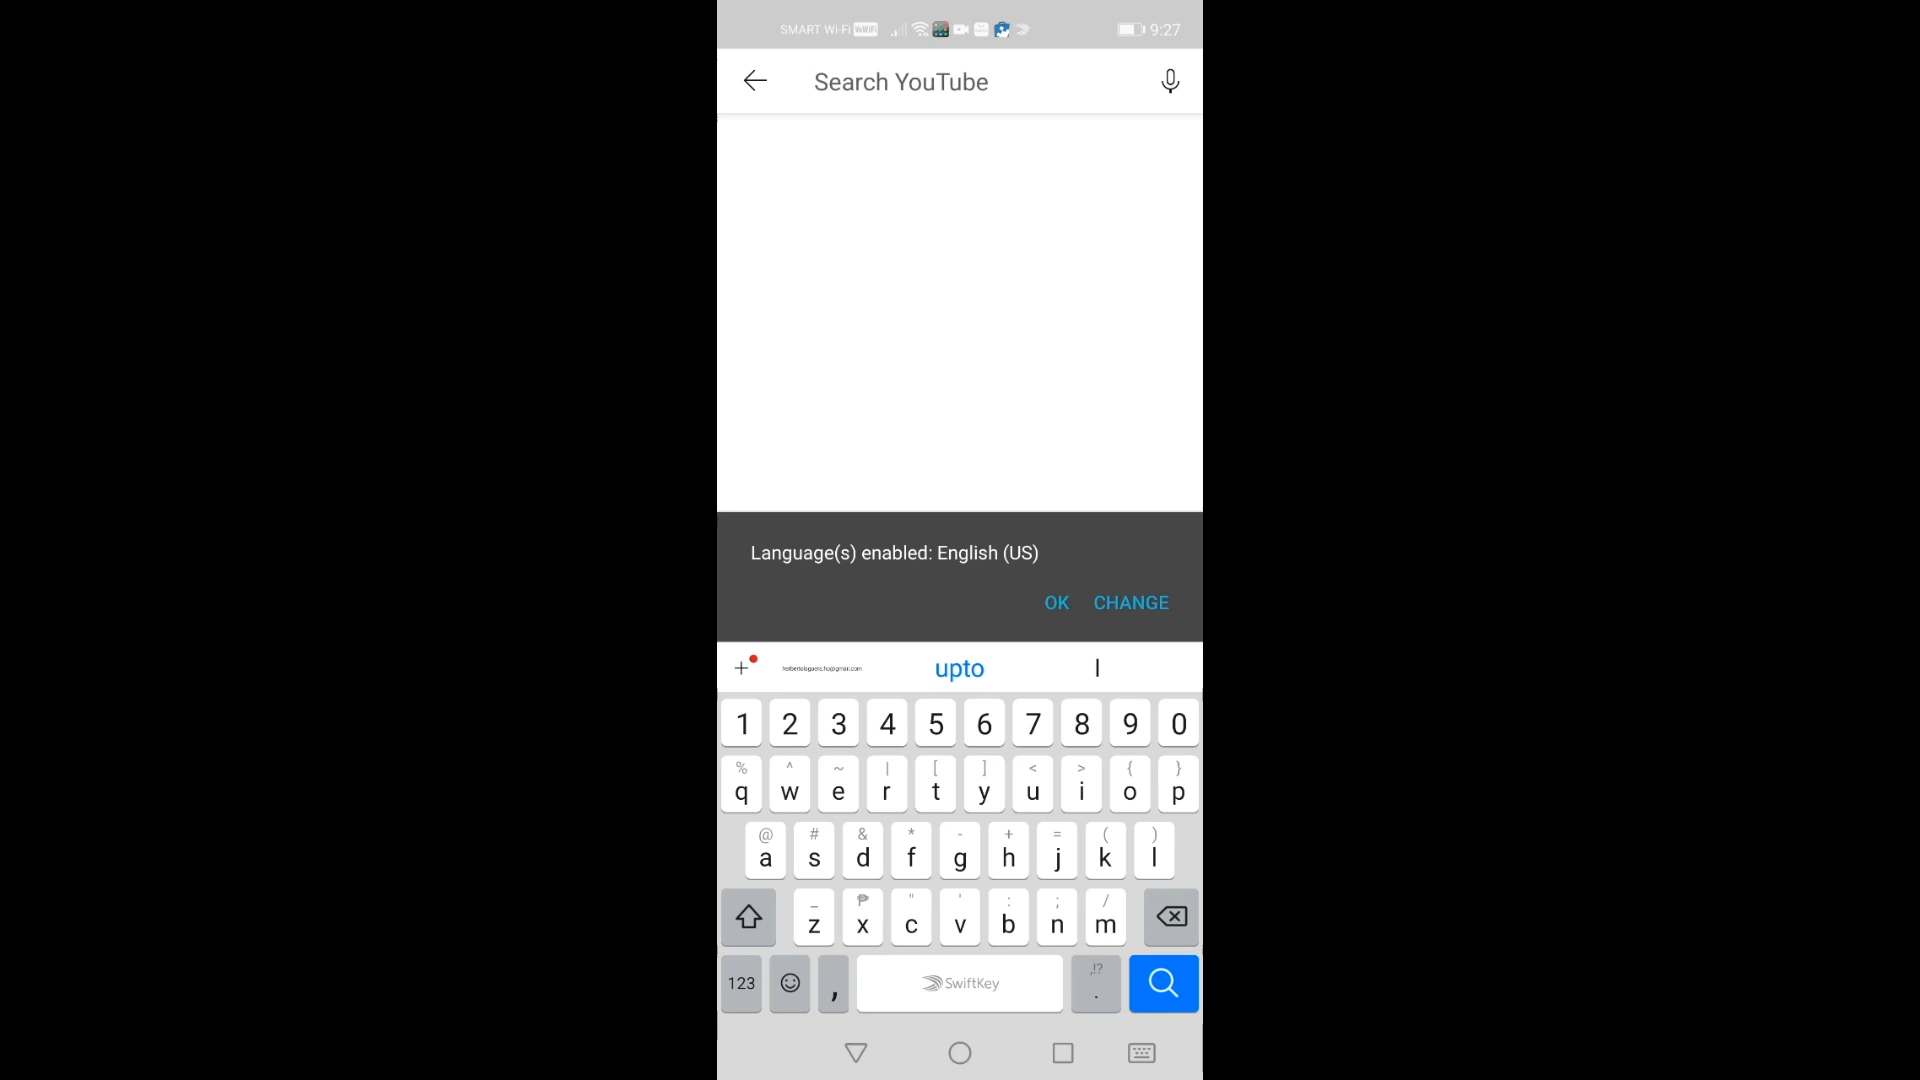 SMART WI-FI VoWiFi 9:27
Search YouTube
Language(s) enabled: English (US)
OK CHANGE
upto I
1 2 3 4 5 6 7 8 9 0
% ^ ~ | [ ] < > { }
q w e r t y u i o p
@ # & * - + = ( )
a s d f g h j k l
_ ₱ " ' : ; /
z x c v b n m
,!?
123 , SwiftKey .